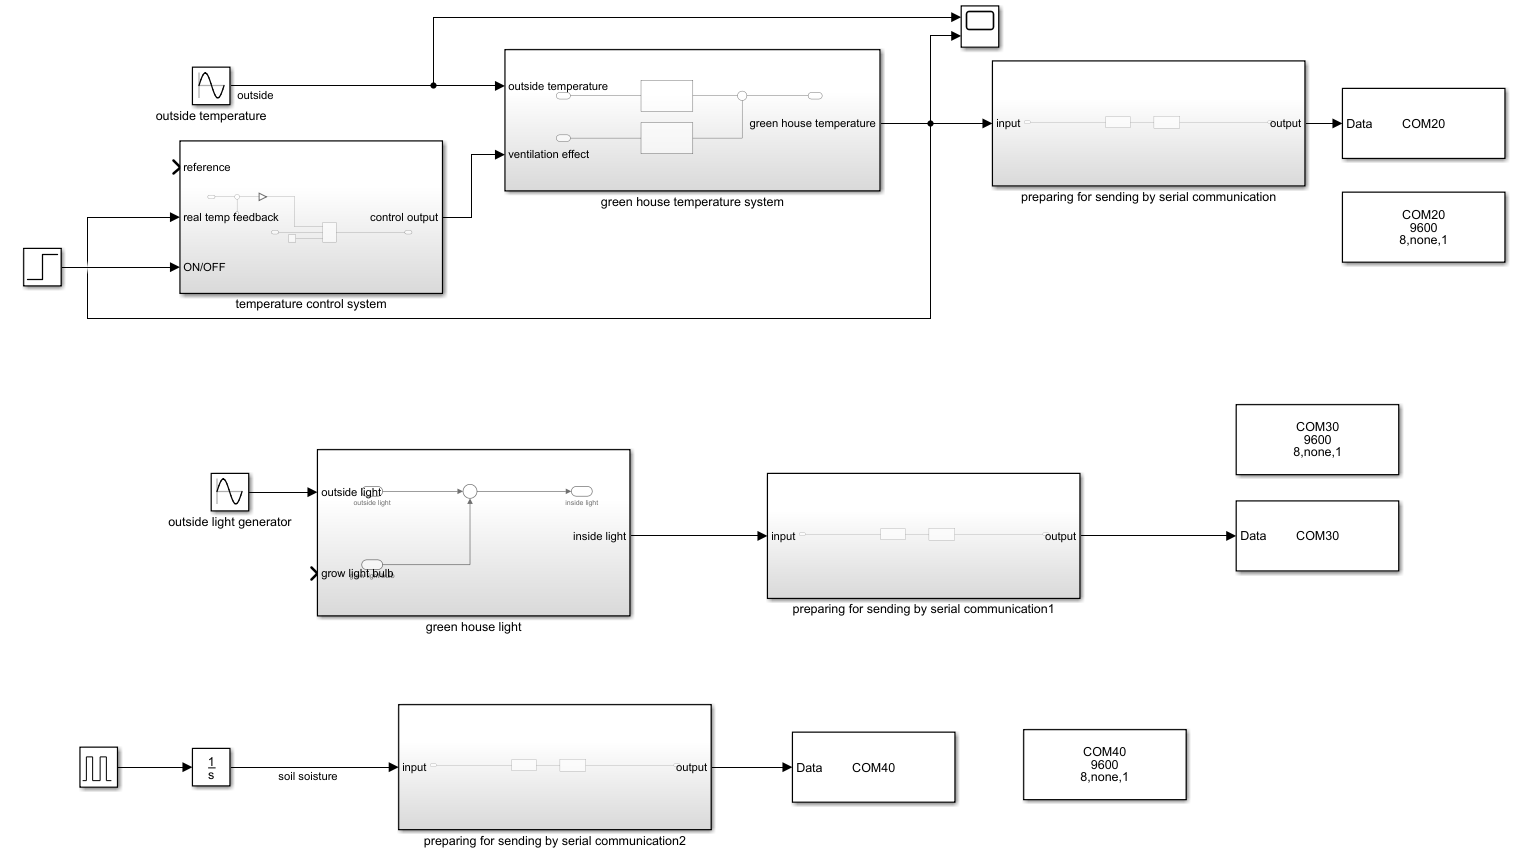 outside
outside temperature
outside temperature
ventilation effect
green house temperature
green house temperature system
input
output
preparing for sending by serial communication
Data
COM20
COM20
9600
8,none,1
reference
real temp feedback
ON/OFF
control output
temperature control system
COM30
9600
8,none,1
outside light generator
outside light
outside light
inside light
grow light bulb
inside light
green house light
input
output
preparing for sending by serial communication1
Data
COM30
soil soisture
input
output
preparing for sending by serial communication2
Data
COM40
COM40
9600
8,none,1
1
s